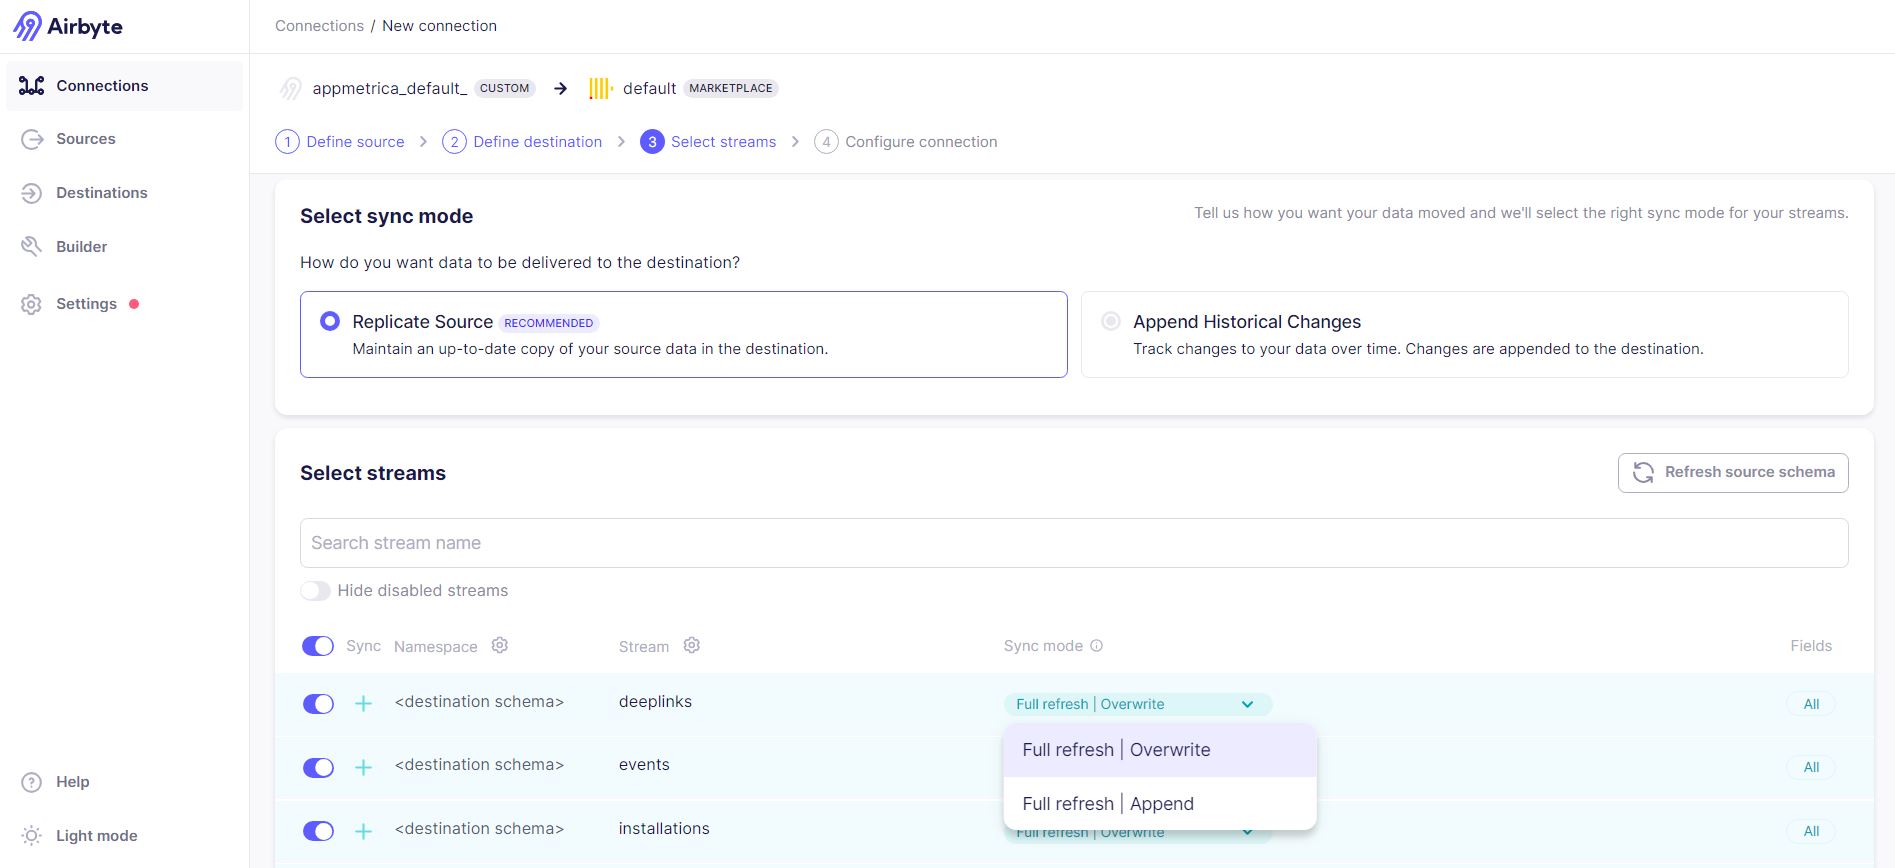 Airbyte
Connections / New connection
Connections
Sources
Destinations
Builder
Settings
Help
Light mode
appmetrica_default_ CUSTOM → default MARKETPLACE
1 Define source > 2 Define destination > 3 Select streams > 4 Configure connection
Select sync mode
Tell us how you want your data moved and we'll select the right sync mode for your streams.
How do you want data to be delivered to the destination?
Replicate Source RECOMMENDED
Maintain an up-to-date copy of your source data in the destination.
Append Historical Changes
Track changes to your data over time. Changes are appended to the destination.
Select streams
Refresh source schema
Search stream name
Hide disabled streams
Sync Namespace Stream Sync mode Fields
<destination schema> deeplinks Full refresh | Overwrite All
Full refresh | Overwrite
<destination schema> events All
Full refresh | Append
<destination schema> installations Full refresh | Overwrite All